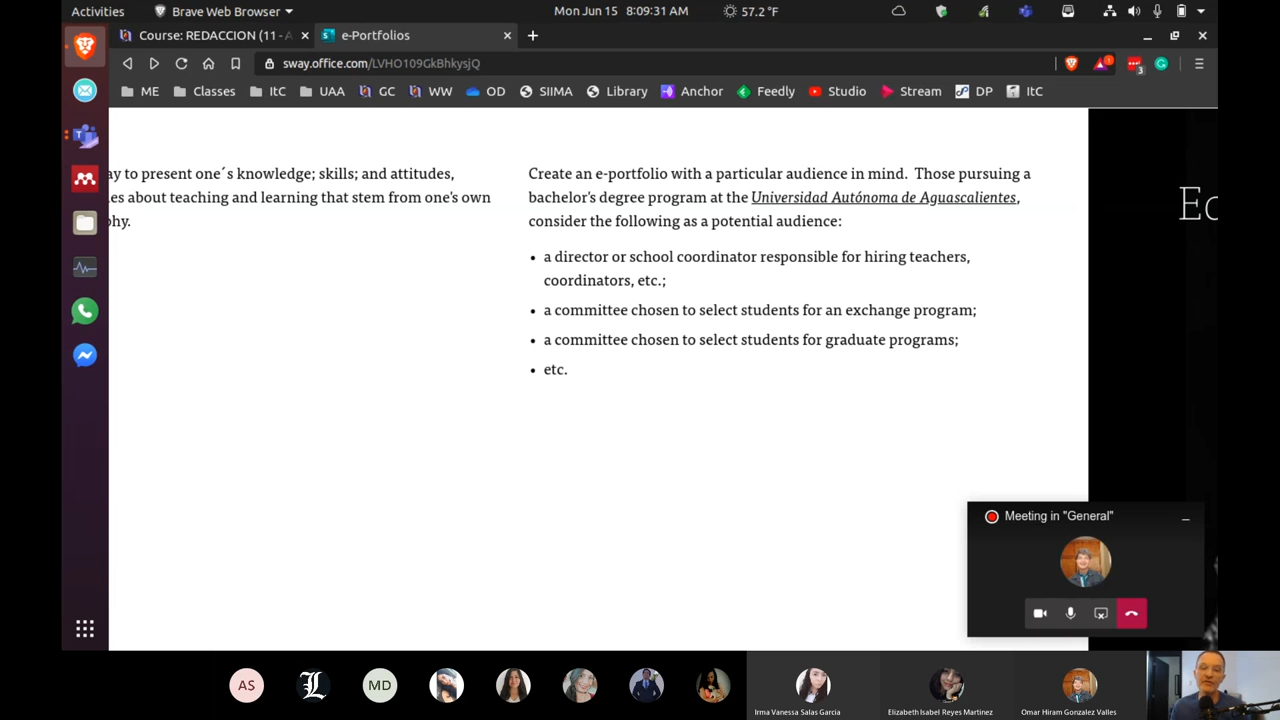 Activities
Brave Web Browser
Mon Jun 15 8:09:31 AM
57.2 °F
Course: REDACCION (11 - A
e-Portfolios
sway.office.com/LVHO109GkBhkysjQ
1
3
ME
Classes
ItC
UAA
GC
WW
OD
SIIMA
Library
Anchor
Feedly
Studio
Stream
DP
ItC
ay to present one´s knowledge; skills; and attitudes,
es about teaching and learning that stem from one's own
hy.
Create an e-portfolio with a particular audience in mind. Those pursuing a
bachelor's degree program at the Universidad Autónoma de Aguascalientes,
consider the following as a potential audience:
• a director or school coordinator responsible for hiring teachers,
coordinators, etc.;
• a committee chosen to select students for an exchange program;
• a committee chosen to select students for graduate programs;
• etc.
Ec
Meeting in "General"
AS
L
MD
Irma Vanessa Salas Garcia
Elizabeth Isabel Reyes Martinez
Omar Hiram Gonzalez Valles